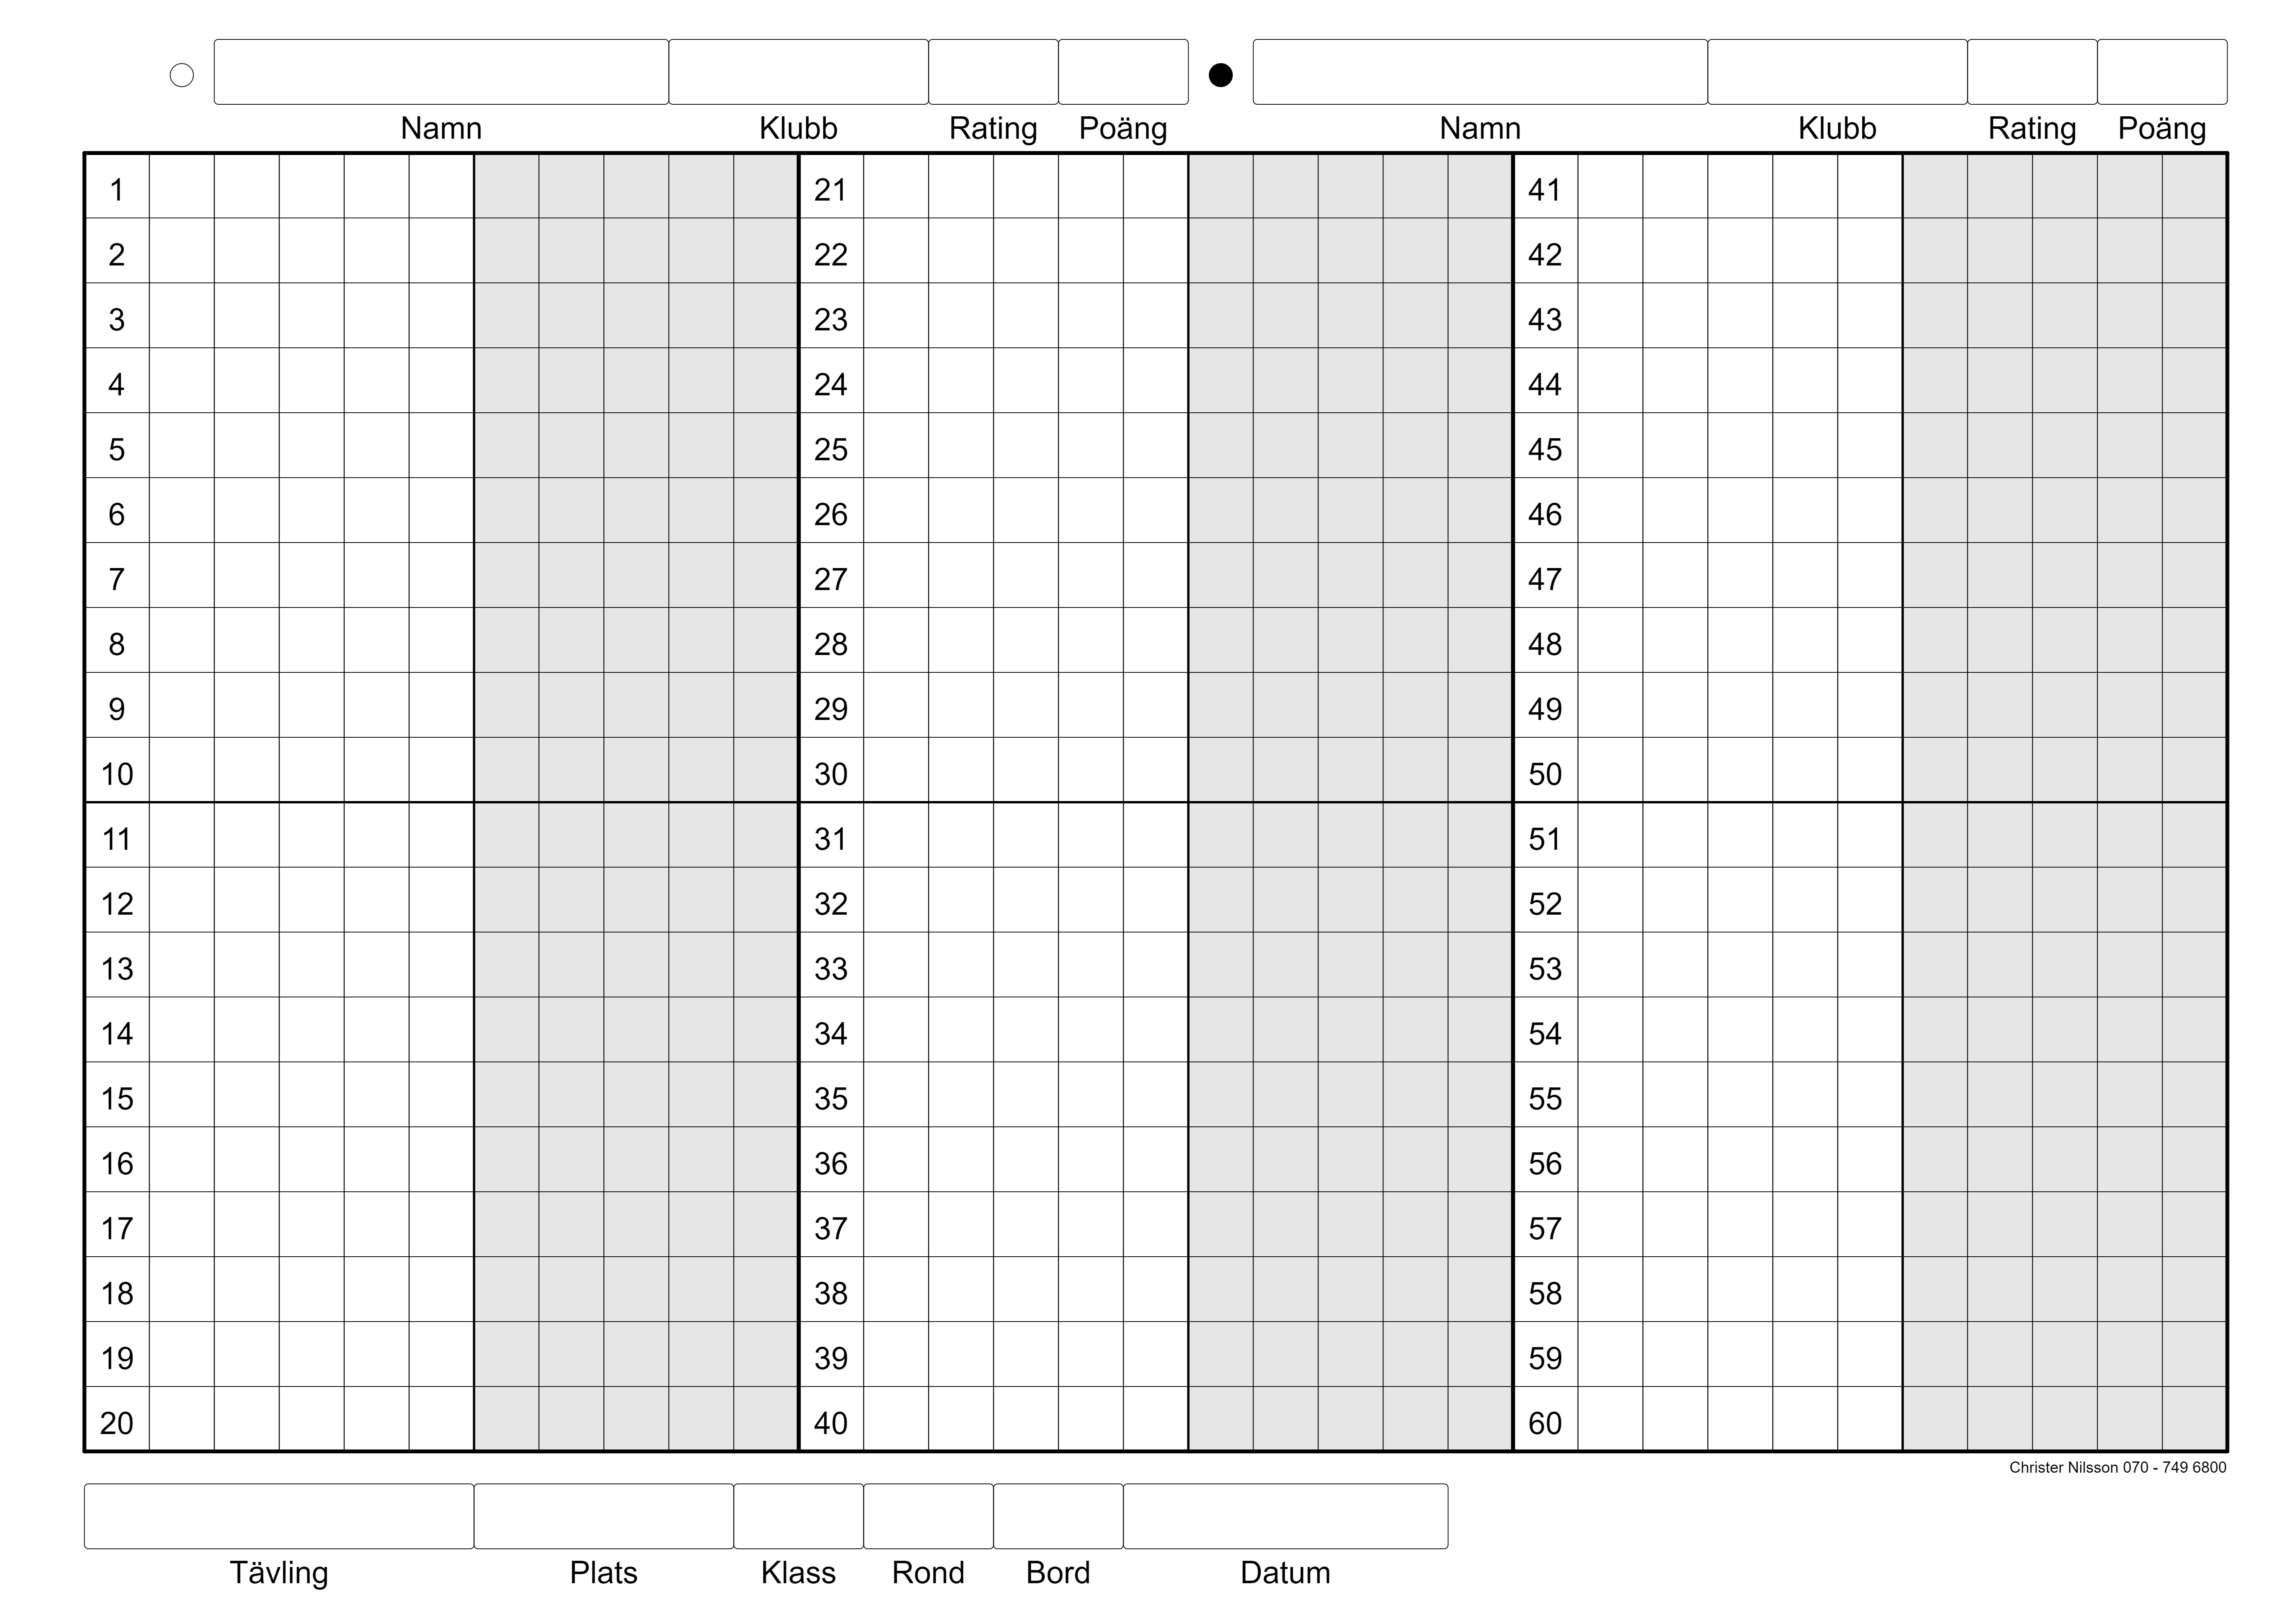 Namn Klubb Rating Poäng Namn Klubb Rating Poäng
1 21 41
2 22 42
3 23 43
4 24 44
5 25 45
6 26 46
7 27 47
8 28 48
9 29 49
10 30 50
11 31 51
12 32 52
13 33 53
14 34 54
15 35 55
16 36 56
17 37 57
18 38 58
19 39 59
20 40 60
Christer Nilsson 070 - 749 6800
Tävling Plats Klass Rond Bord Datum